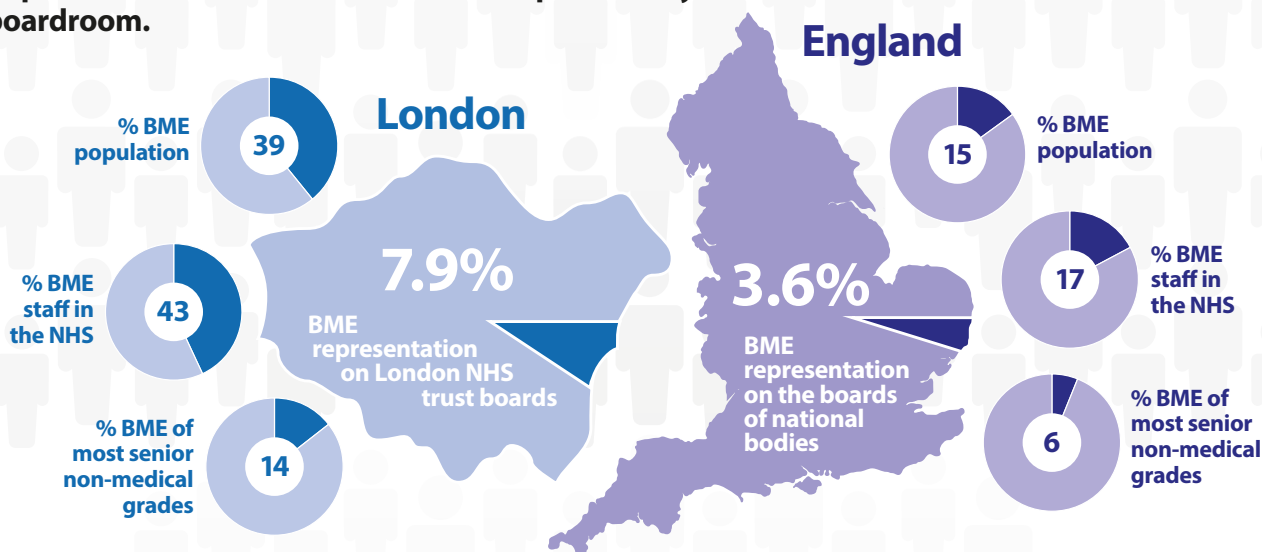 boardroom.
London
% BME
population
39
% BME
staff in
the NHS
43
% BME of
most senior
non-medical
grades
14
7.9%
BME
representation
on London NHS
trust boards
England
3.6%
BME
representation
on the boards
of national
bodies
15
% BME
population
17
% BME
staff in
the NHS
6
% BME of
most senior
non-medical
grades